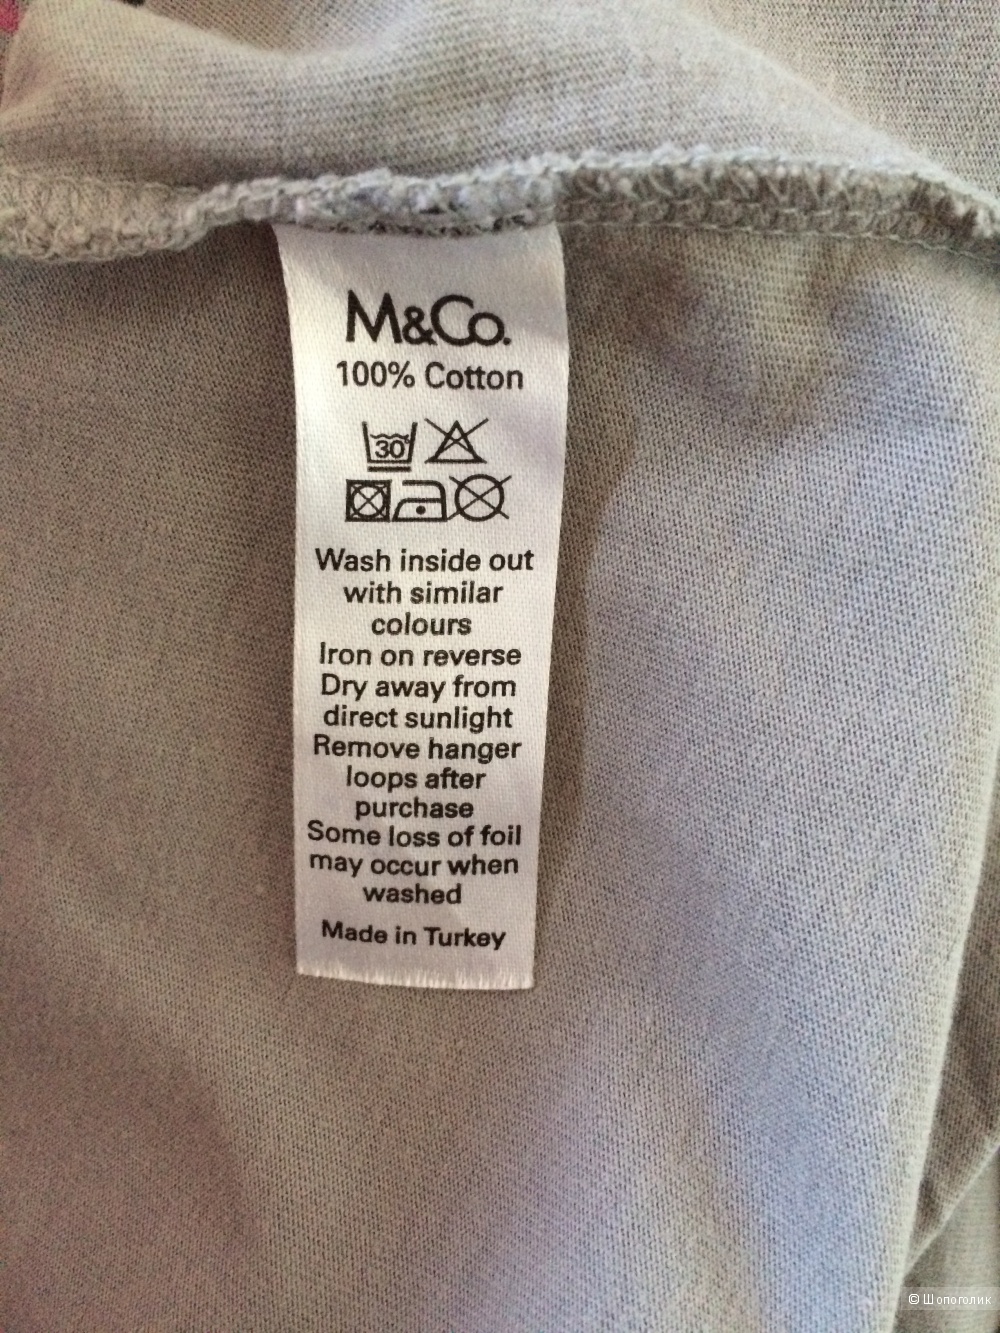 M&Co.
100% Cotton
30°
Wash inside out
with similar
colours
Iron on reverse
Dry away from
direct sunlight
Remove hanger
loops after
purchase
Some loss of foil
may occur when
washed
Made in Turkey
© Шопоголик